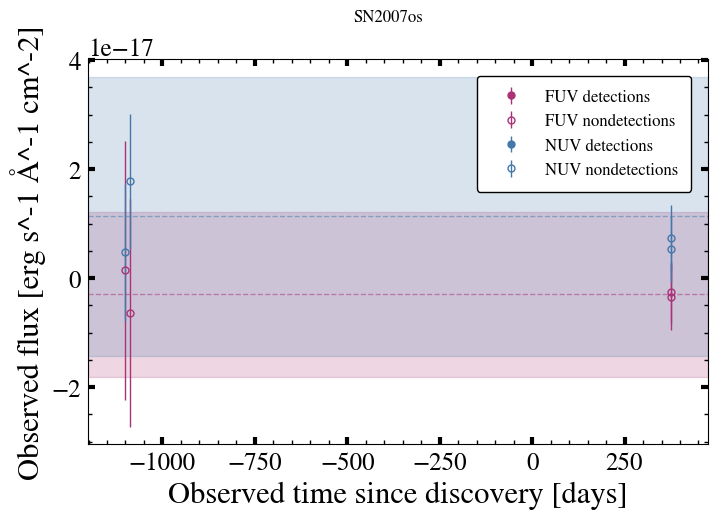 SN2007os
1e−17
4
2
0
−2
Observed flux [erg s^-1 Å^-1 cm^-2]
FUV detections
FUV nondetections
NUV detections
NUV nondetections
−1000 −750 −500 −250 0 250
Observed time since discovery [days]